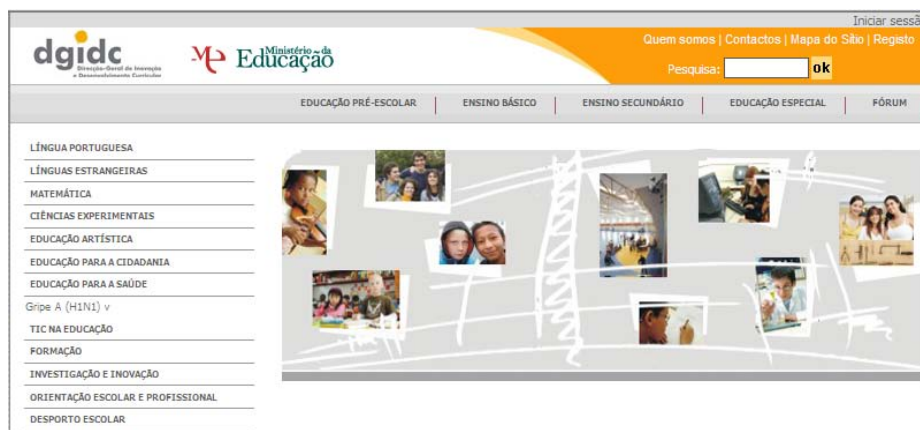 Iniciar sessã
dgidc
Direcção-Geral de Inovação
e Desenvolvimento Curricular
Ministério da
Educação
Quem somos | Contactos | Mapa do Sítio | Registo
Pesquisa: ok
EDUCAÇÃO PRÉ-ESCOLAR | ENSINO BÁSICO | ENSINO SECUNDÁRIO | EDUCAÇÃO ESPECIAL | FÓRUM
LÍNGUA PORTUGUESA
LÍNGUAS ESTRANGEIRAS
MATEMÁTICA
CIÊNCIAS EXPERIMENTAIS
EDUCAÇÃO ARTÍSTICA
EDUCAÇÃO PARA A CIDADANIA
EDUCAÇÃO PARA A SAÚDE
Gripe A (H1N1) v
TIC NA EDUCAÇÃO
FORMAÇÃO
INVESTIGAÇÃO E INOVAÇÃO
ORIENTAÇÃO ESCOLAR E PROFISSIONAL
DESPORTO ESCOLAR